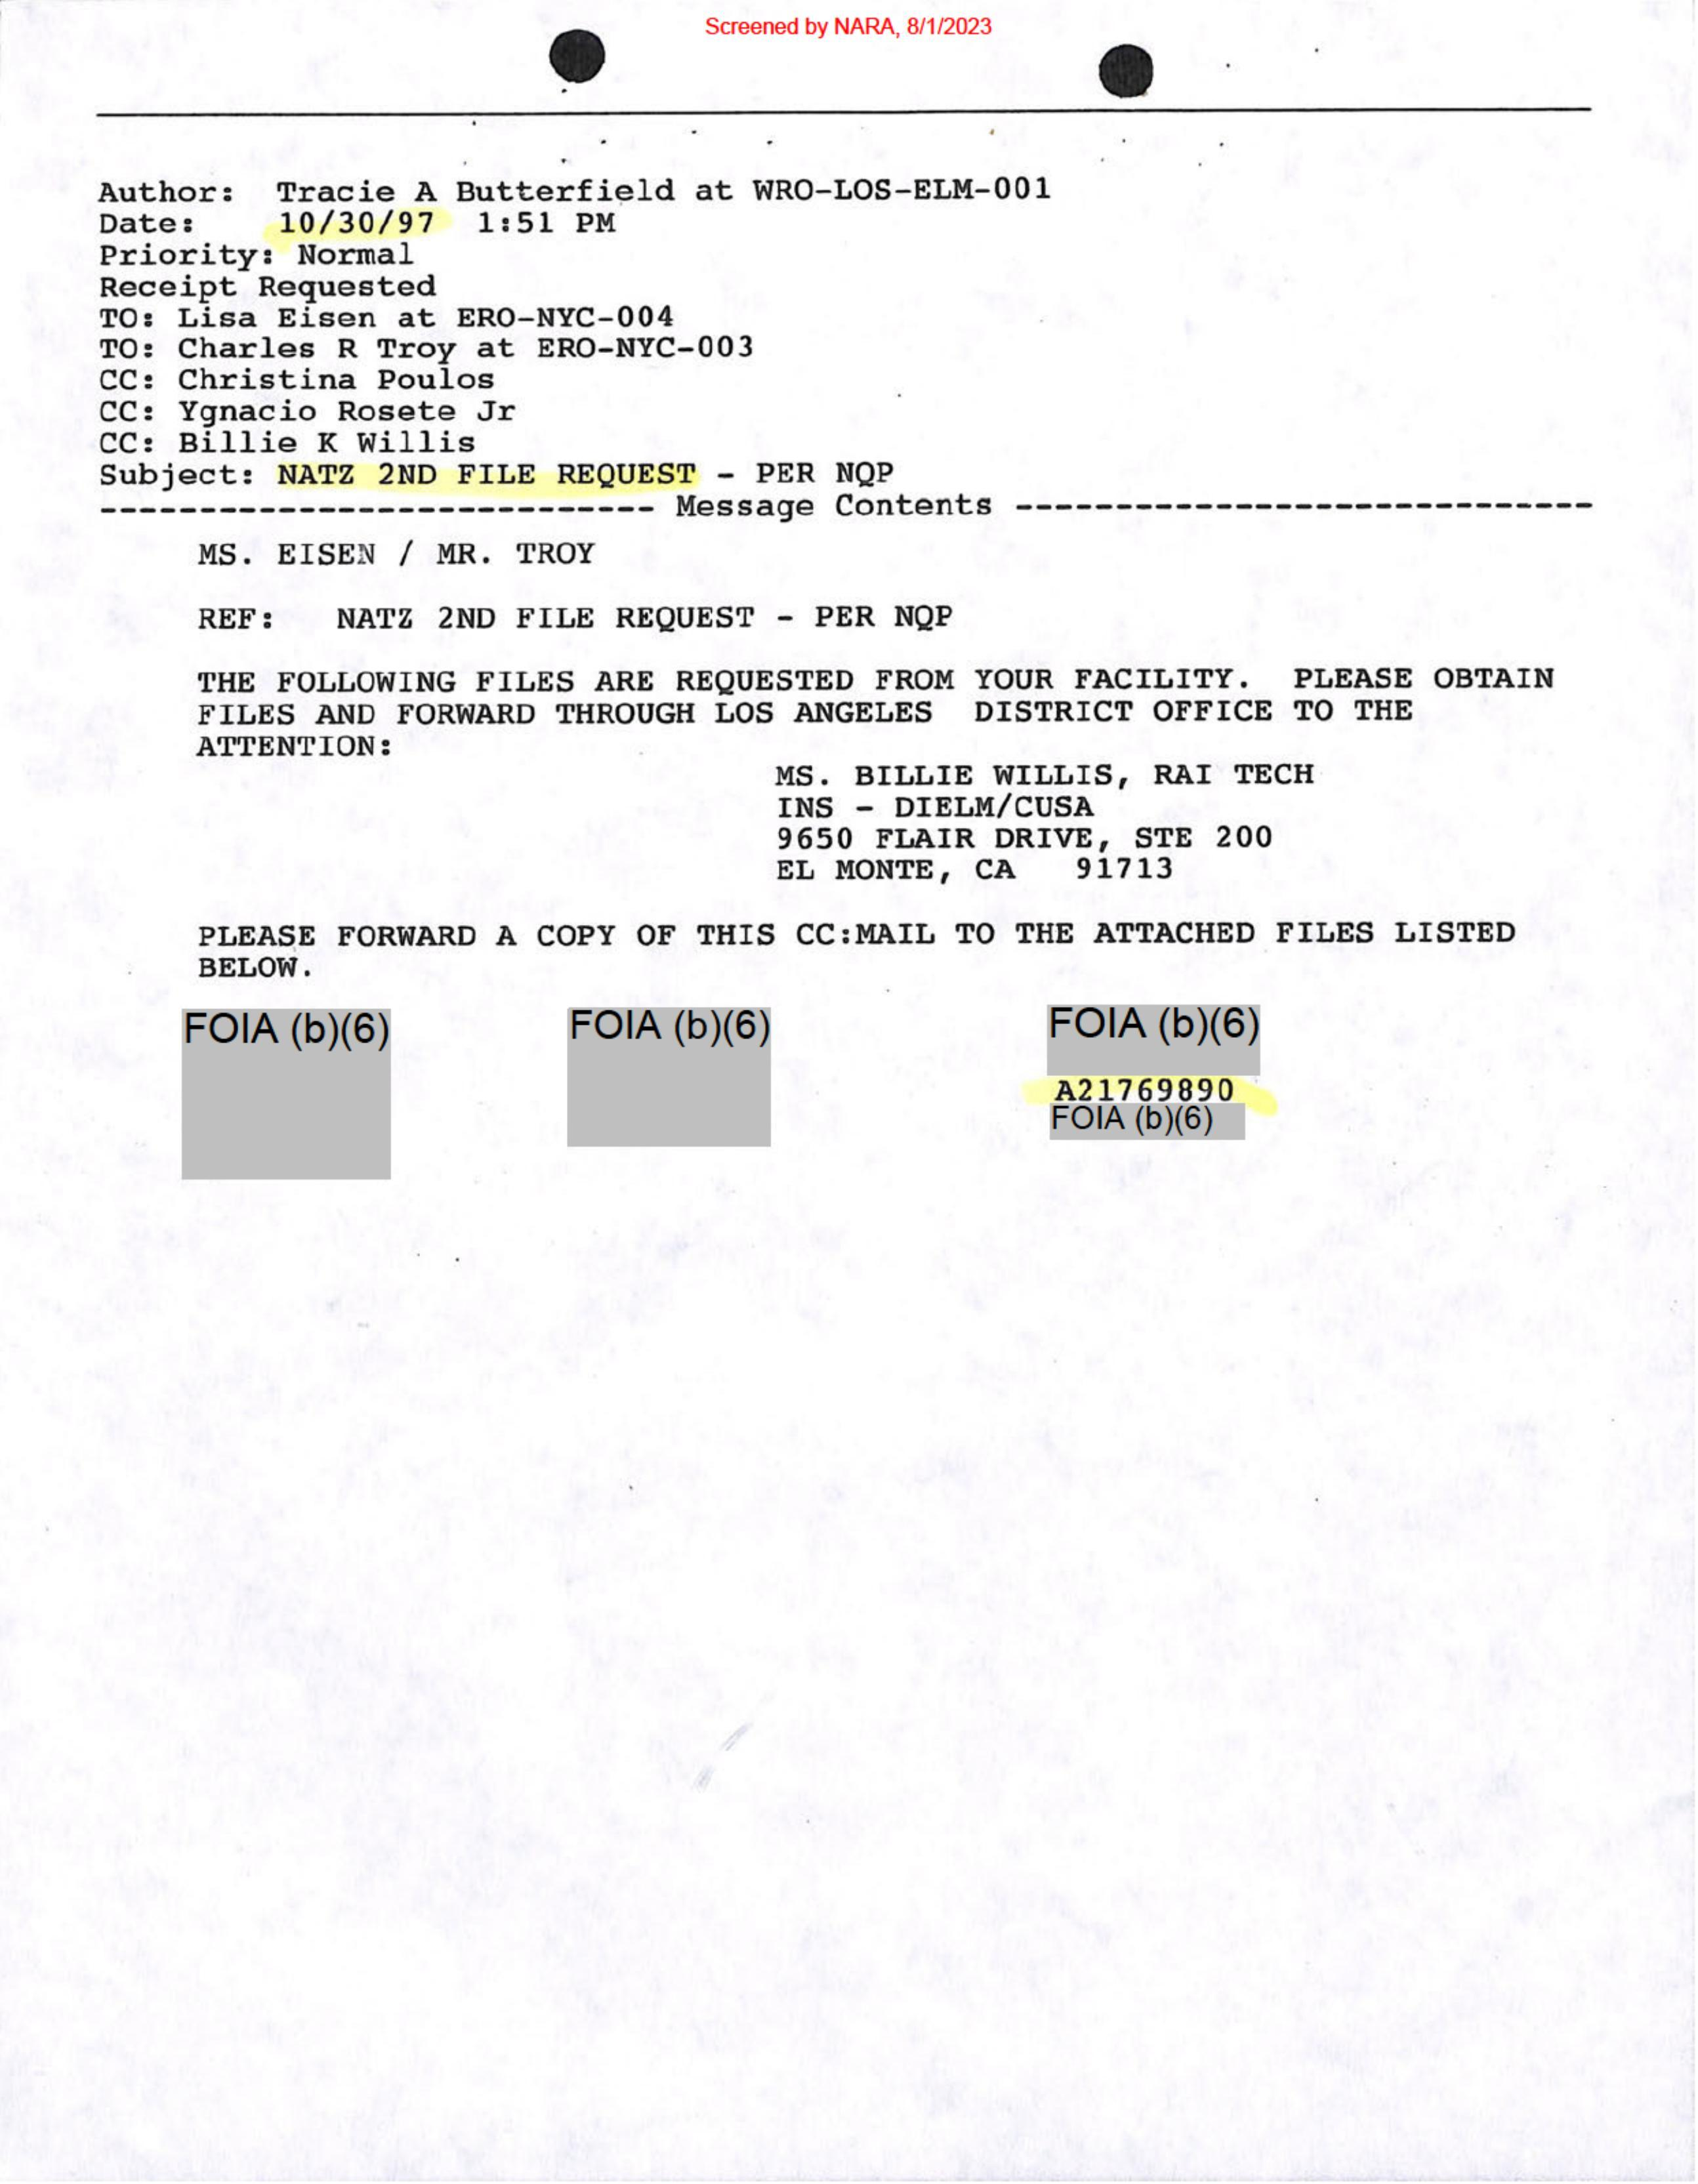 Screened by NARA, 8/1/2023
Author: Tracie A Butterfield at WRO-LOS-ELM-001
Date: 10/30/97 1:51 PM
Priority: Normal
Receipt Requested
TO: Lisa Eisen at ERO-NYC-004
TO: Charles R Troy at ERO-NYC-003
CC: Christina Poulos
CC: Ygnacio Rosete Jr
CC: Billie K Willis
Subject: NATZ 2ND FILE REQUEST - PER NQP
---------------------------- Message Contents -----------------------------
MS. EISEN / MR. TROY
REF: NATZ 2ND FILE REQUEST - PER NQP
THE FOLLOWING FILES ARE REQUESTED FROM YOUR FACILITY. PLEASE OBTAIN
FILES AND FORWARD THROUGH LOS ANGELES DISTRICT OFFICE TO THE
ATTENTION:
MS. BILLIE WILLIS, RAI TECH
INS - DIELM/CUSA
9650 FLAIR DRIVE, STE 200
EL MONTE, CA 91713
PLEASE FORWARD A COPY OF THIS CC:MAIL TO THE ATTACHED FILES LISTED
BELOW.
FOIA (b)(6) FOIA (b)(6) FOIA (b)(6)
A21769890
FOIA (b)(6)